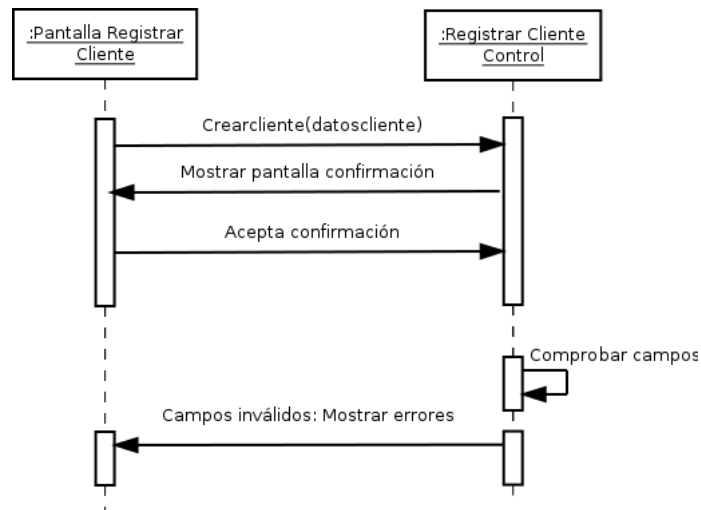 :Pantalla Registrar
Cliente
:Registrar Cliente
Control
Crearcliente(datoscliente)
Mostrar pantalla confirmación
Acepta confirmación
Comprobar campos
Campos inválidos: Mostrar errores